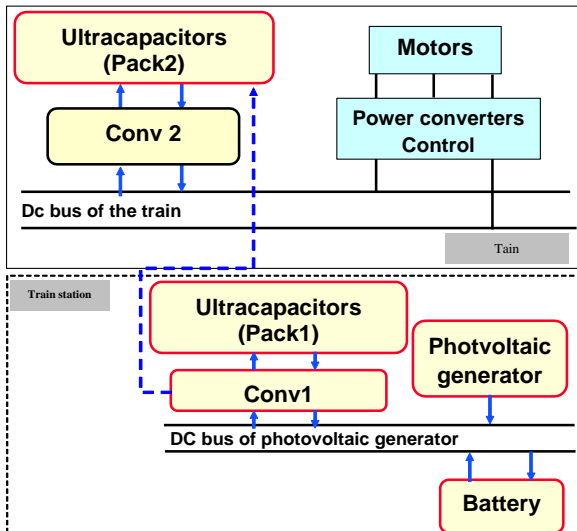 Ultracapacitors
(Pack2)
Motors
Conv 2
Power converters
Control
Dc bus of the train
Tain
Train station
Ultracapacitors
(Pack1)
Photvoltaic
generator
Conv1
DC bus of photovoltaic generator
Battery